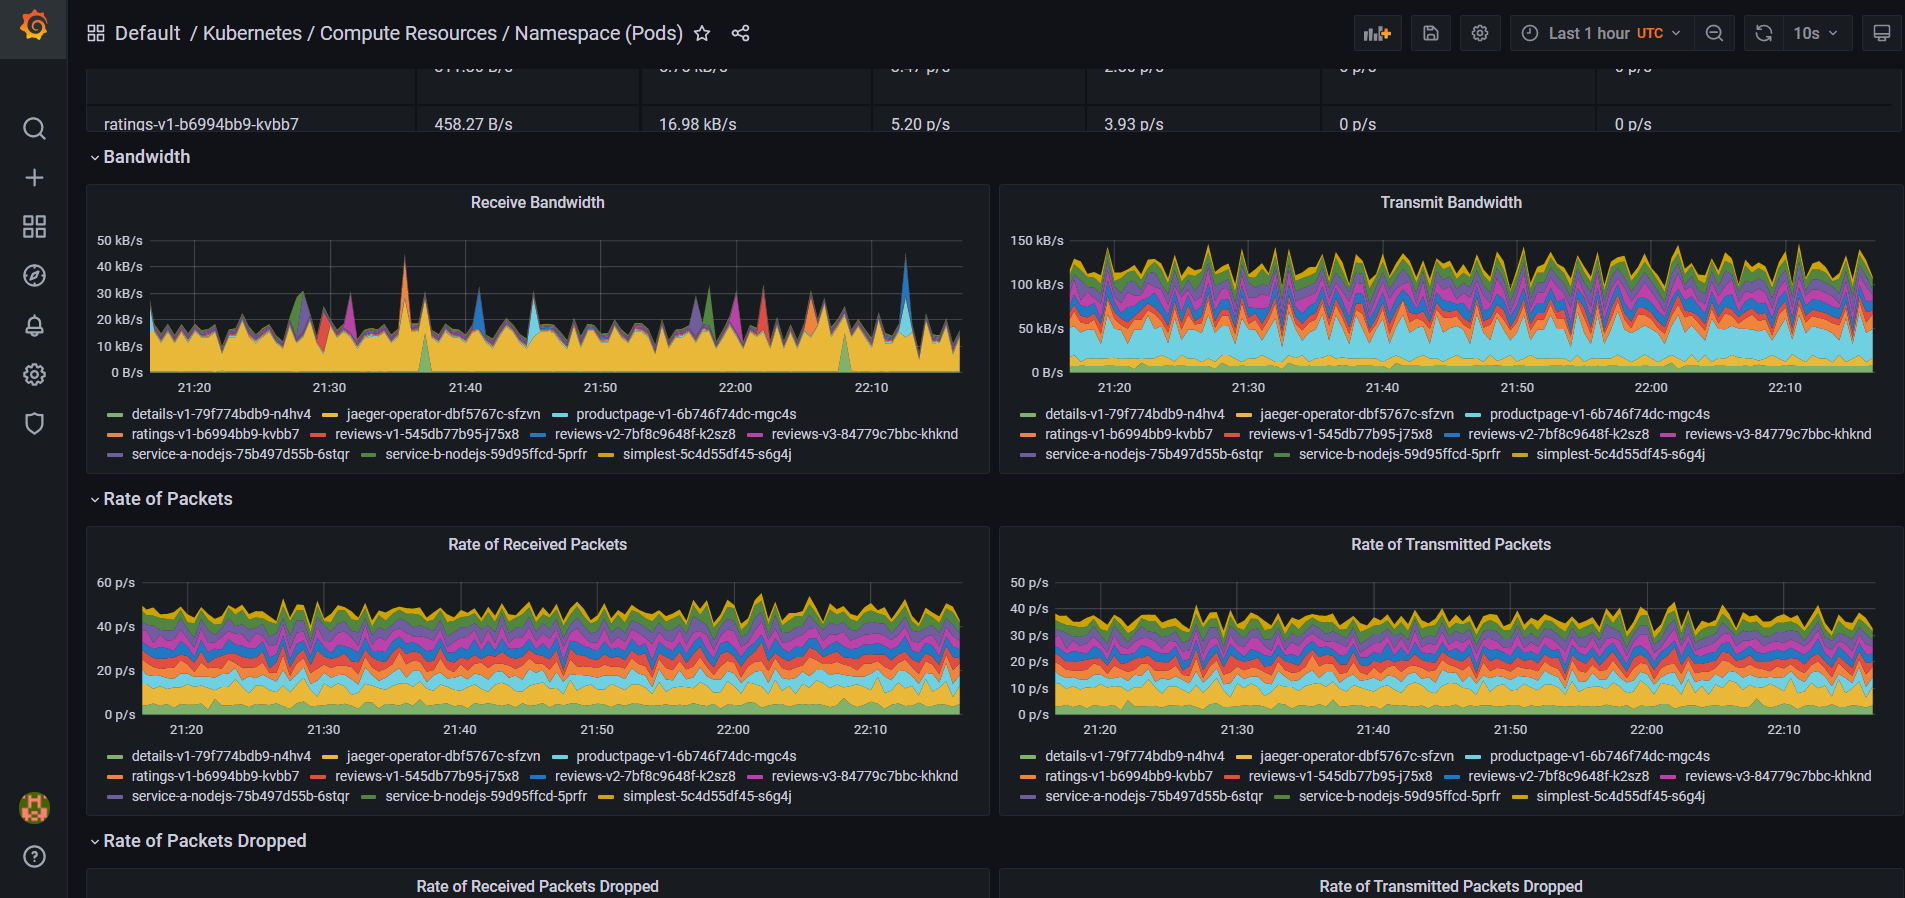 Default / Kubernetes / Compute Resources / Namespace (Pods)
Last 1 hour UTC
10s
ratings-v1-b6994bb9-kvbb7 458.27 B/s 16.98 kB/s 5.20 p/s 3.93 p/s 0 p/s 0 p/s
Bandwidth
Receive Bandwidth
50 kB/s
40 kB/s
30 kB/s
20 kB/s
10 kB/s
0 B/s
21:20 21:30 21:40 21:50 22:00 22:10
details-v1-79f774bdb9-n4hv4 jaeger-operator-dbf5767c-sfzvn productpage-v1-6b746f74dc-mgc4s
ratings-v1-b6994bb9-kvbb7 reviews-v1-545db77b95-j75x8 reviews-v2-7bf8c9648f-k2sz8 reviews-v3-84779c7bbc-khknd
service-a-nodejs-75b497d55b-6stqr service-b-nodejs-59d95ffcd-5prfr simplest-5c4d55df45-s6g4j
Transmit Bandwidth
150 kB/s
100 kB/s
50 kB/s
0 B/s
21:20 21:30 21:40 21:50 22:00 22:10
details-v1-79f774bdb9-n4hv4 jaeger-operator-dbf5767c-sfzvn productpage-v1-6b746f74dc-mgc4s
ratings-v1-b6994bb9-kvbb7 reviews-v1-545db77b95-j75x8 reviews-v2-7bf8c9648f-k2sz8 reviews-v3-84779c7bbc-khknd
service-a-nodejs-75b497d55b-6stqr service-b-nodejs-59d95ffcd-5prfr simplest-5c4d55df45-s6g4j
Rate of Packets
Rate of Received Packets
60 p/s
40 p/s
20 p/s
0 p/s
21:20 21:30 21:40 21:50 22:00 22:10
details-v1-79f774bdb9-n4hv4 jaeger-operator-dbf5767c-sfzvn productpage-v1-6b746f74dc-mgc4s
ratings-v1-b6994bb9-kvbb7 reviews-v1-545db77b95-j75x8 reviews-v2-7bf8c9648f-k2sz8 reviews-v3-84779c7bbc-khknd
service-a-nodejs-75b497d55b-6stqr service-b-nodejs-59d95ffcd-5prfr simplest-5c4d55df45-s6g4j
Rate of Transmitted Packets
50 p/s
40 p/s
30 p/s
20 p/s
10 p/s
0 p/s
21:20 21:30 21:40 21:50 22:00 22:10
details-v1-79f774bdb9-n4hv4 jaeger-operator-dbf5767c-sfzvn productpage-v1-6b746f74dc-mgc4s
ratings-v1-b6994bb9-kvbb7 reviews-v1-545db77b95-j75x8 reviews-v2-7bf8c9648f-k2sz8 reviews-v3-84779c7bbc-khknd
service-a-nodejs-75b497d55b-6stqr service-b-nodejs-59d95ffcd-5prfr simplest-5c4d55df45-s6g4j
Rate of Packets Dropped
Rate of Received Packets Dropped
Rate of Transmitted Packets Dropped